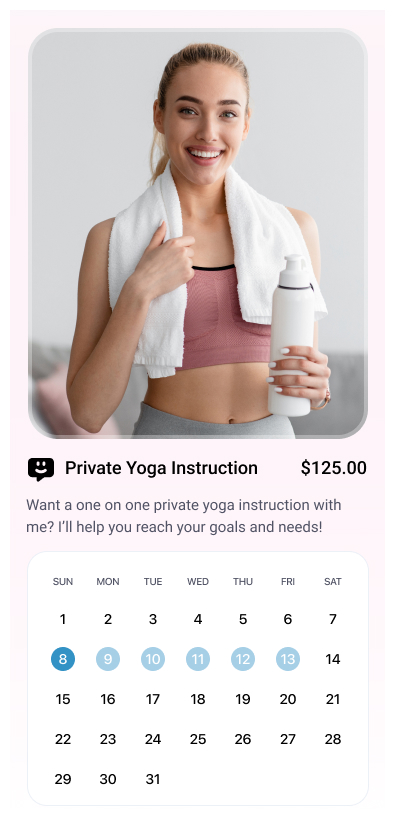 Private Yoga Instruction $125.00
Want a one on one private yoga instruction with
me? I’ll help you reach your goals and needs!
SUN MON TUE WED THU FRI SAT
1 2 3 4 5 6 7
8 9 10 11 12 13 14
15 16 17 18 19 20 21
22 23 24 25 26 27 28
29 30 31